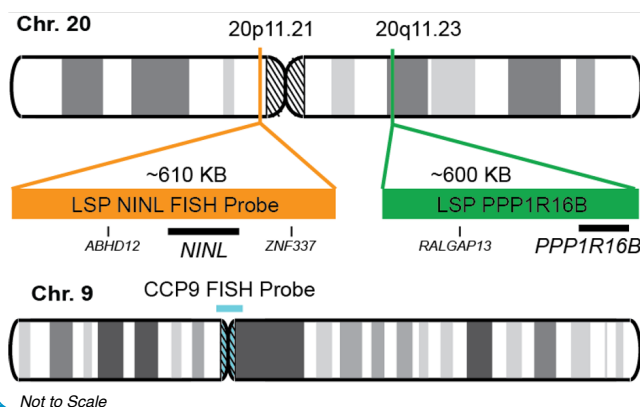 Chr. 20
20p11.21
20q11.23
~610 KB
~600 KB
LSP NINL FISH Probe
LSP PPP1R16B
ABHD12
NINL
ZNF337
RALGAP13
PPP1R16B
CCP9 FISH Probe
Chr. 9
Not to Scale